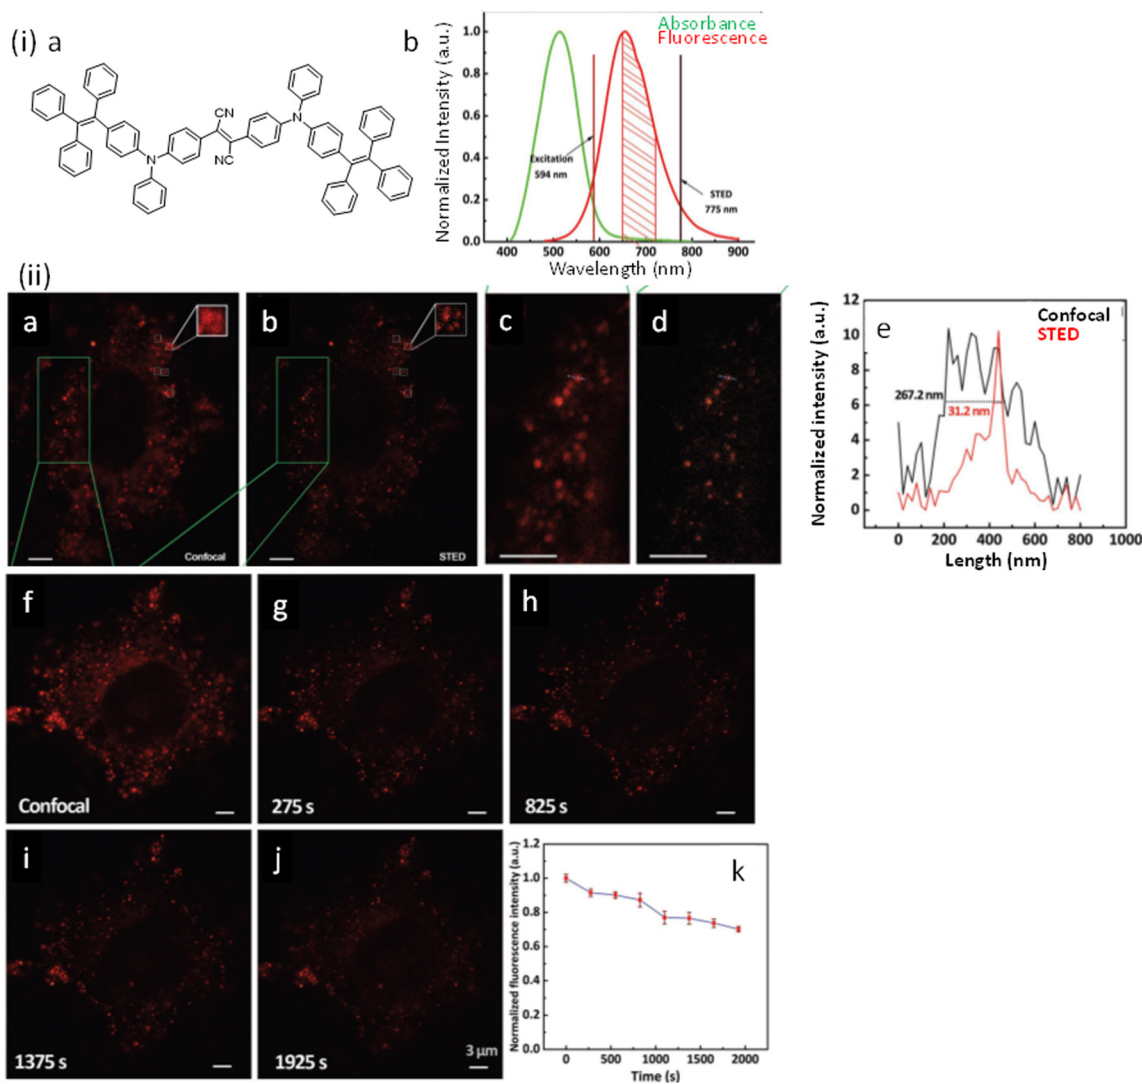 (i) a
CN
NC
N
N
b
Absorbance
Fluorescence
Normalized Intensity (a.u.)
1.0
0.8
0.6
0.4
0.2
0.0
Excitation
594 nm
STED
775 nm
400 500 600 700 800 900
Wavelength (nm)
(ii)
a
Confocal
b
STED
c
d
e
Confocal
STED
Normalized intensity (a.u.)
12
10
8
6
4
2
0
267.2 nm
31.2 nm
0 200 400 600 800 1000
Length (nm)
f
Confocal
g
275 s
h
825 s
i
1375 s
j
1925 s
3 μm
k
Normalized fluorescence intensity (a.u.)
1.2
1.0
0.8
0.6
0.4
0.2
0.0
0 500 1000 1500 2000
Time (s)